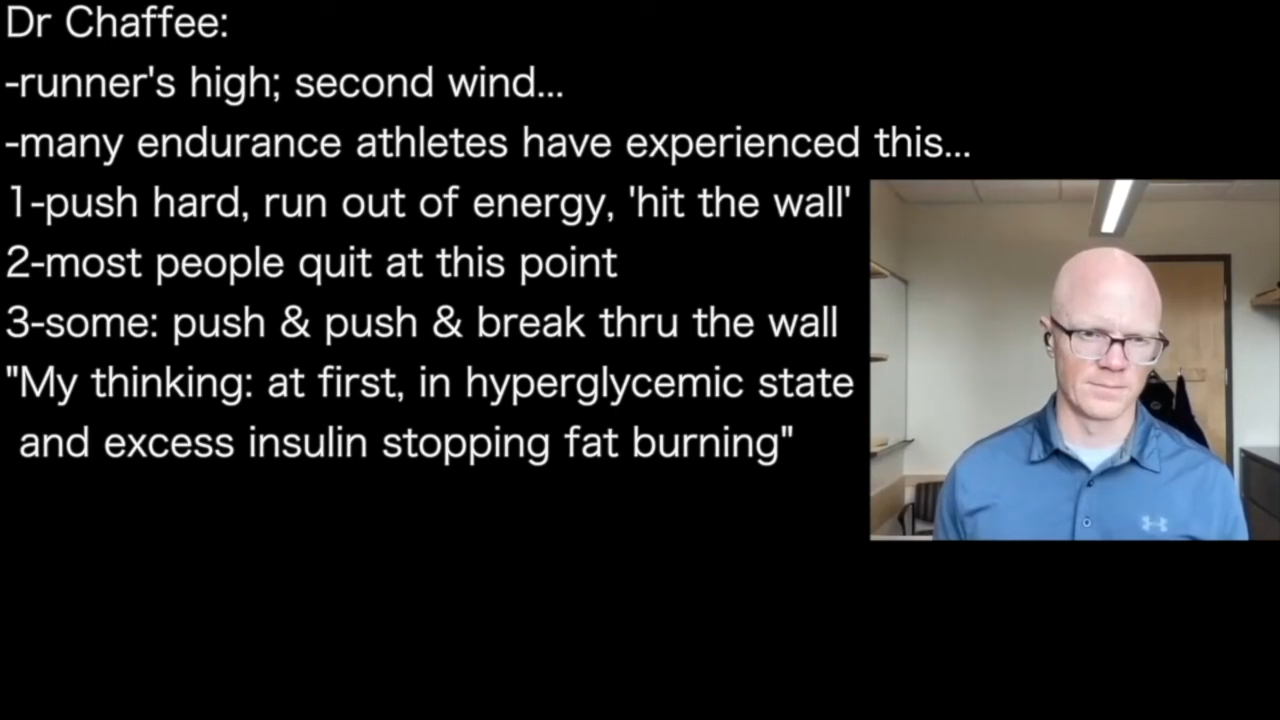 Dr Chaffee:
-runner's high; second wind...
-many endurance athletes have experienced this...
1-push hard, run out of energy, 'hit the wall'
2-most people quit at this point
3-some: push & push & break thru the wall
"My thinking: at first, in hyperglycemic state
and excess insulin stopping fat burning"